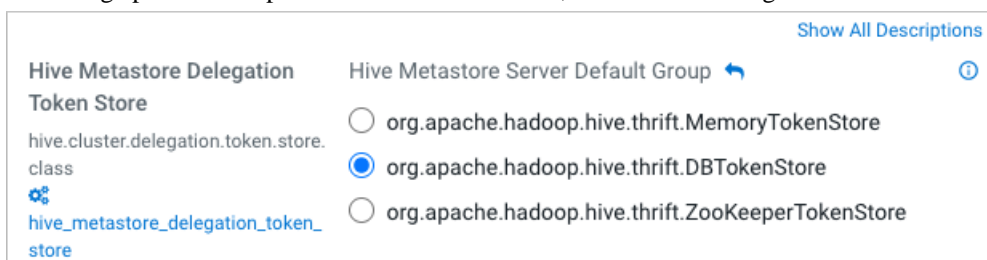 Show All Descriptions
Hive Metastore Delegation
Token Store
hive.cluster.delegation.token.store.
class
hive_metastore_delegation_token_
store
Hive Metastore Server Default Group
org.apache.hadoop.hive.thrift.MemoryTokenStore
org.apache.hadoop.hive.thrift.DBTokenStore
org.apache.hadoop.hive.thrift.ZooKeeperTokenStore